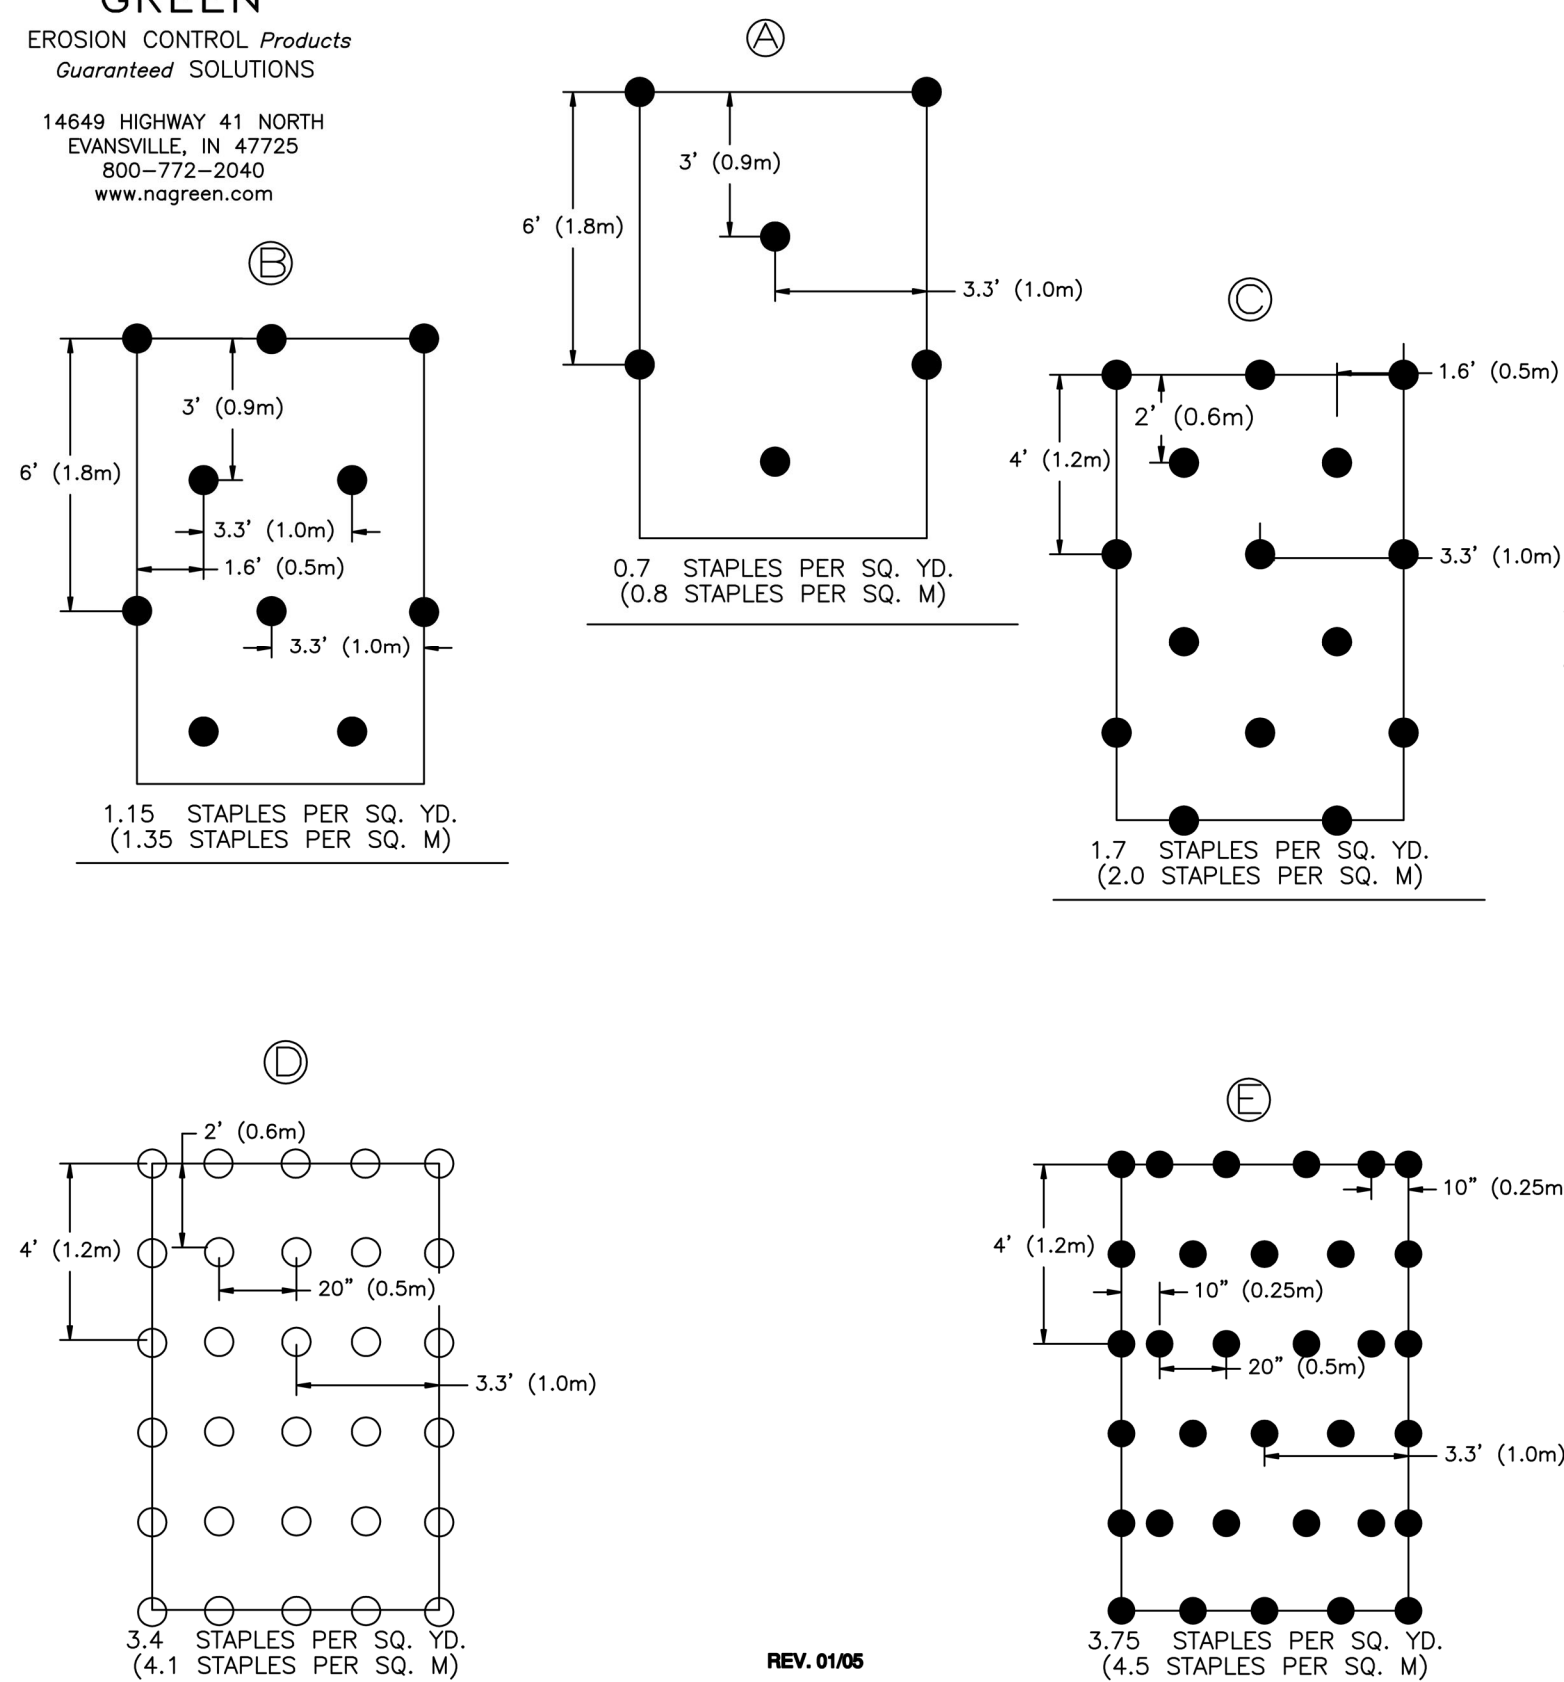 GREEN
EROSION CONTROL Products
Guaranteed SOLUTIONS
14649 HIGHWAY 41 NORTH
EVANSVILLE, IN 47725
800-772-2040
www.nagreen.com
A
3' (0.9m)
6' (1.8m)
3.3' (1.0m)
0.7 STAPLES PER SQ. YD.
(0.8 STAPLES PER SQ. M)
B
3' (0.9m)
6' (1.8m)
3.3' (1.0m)
1.6' (0.5m)
3.3' (1.0m)
1.15 STAPLES PER SQ. YD.
(1.35 STAPLES PER SQ. M)
C
1.6' (0.5m)
2' (0.6m)
4' (1.2m)
3.3' (1.0m)
1.7 STAPLES PER SQ. YD.
(2.0 STAPLES PER SQ. M)
D
2' (0.6m)
4' (1.2m)
20" (0.5m)
3.3' (1.0m)
3.4 STAPLES PER SQ. YD.
(4.1 STAPLES PER SQ. M)
E
10" (0.25m
4' (1.2m)
10" (0.25m)
20" (0.5m)
3.3' (1.0m)
3.75 STAPLES PER SQ. YD.
(4.5 STAPLES PER SQ. M)
REV. 01/05